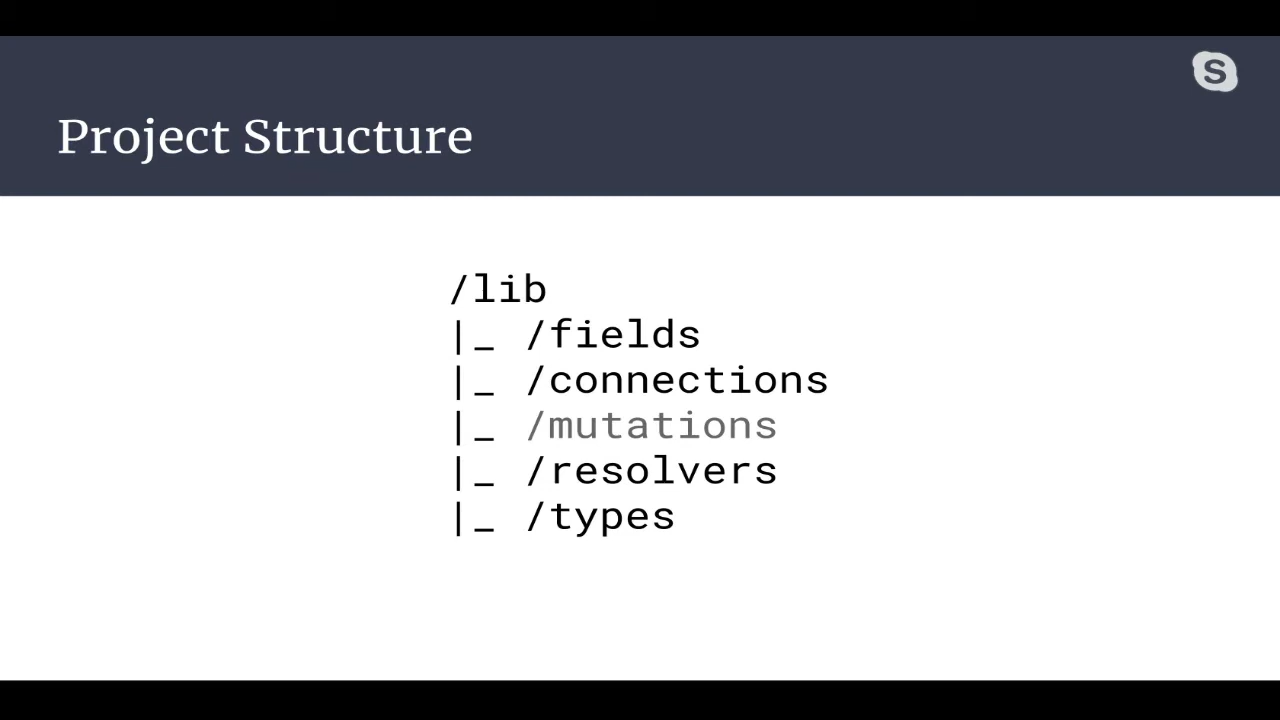 S
Project Structure
/lib
|_ /fields
|_ /connections
|_ /mutations
|_ /resolvers
|_ /types